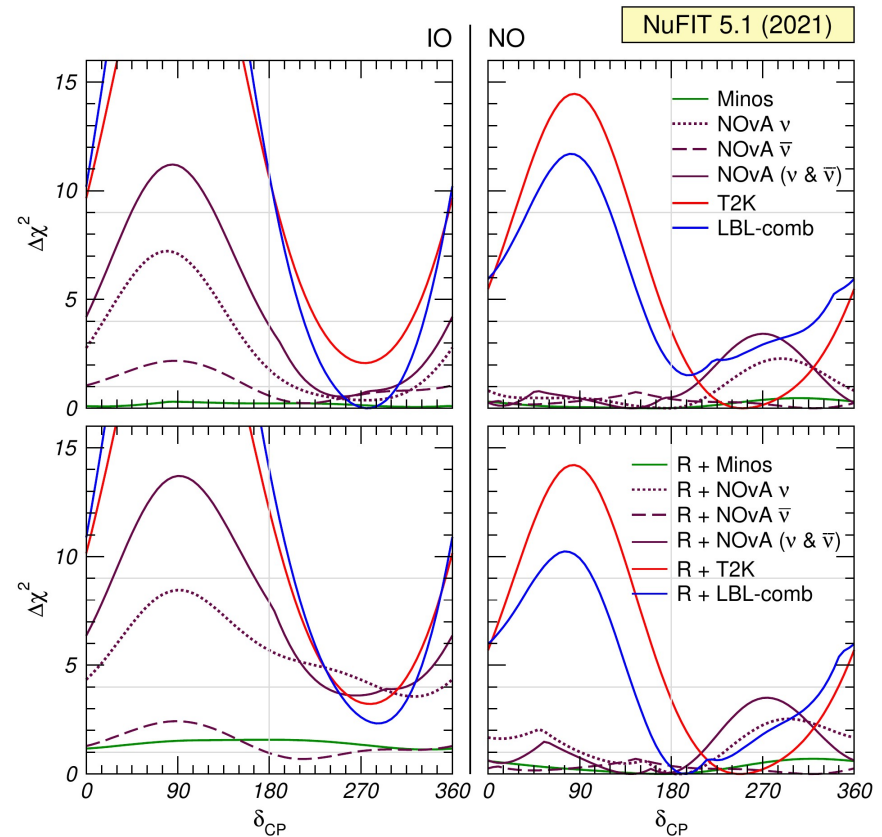 NuFIT 5.1 (2021)
IO
NO
15
10
5
0
Δχ²
Minos
NOvA ν
NOvA ν̅
NOvA (ν & ν̅)
T2K
LBL-comb
15
10
5
0
Δχ²
R + Minos
R + NOvA ν
R + NOvA ν̅
R + NOvA (ν & ν̅)
R + T2K
R + LBL-comb
0 90 180 270 360
0 90 180 270 360
δ_CP
δ_CP